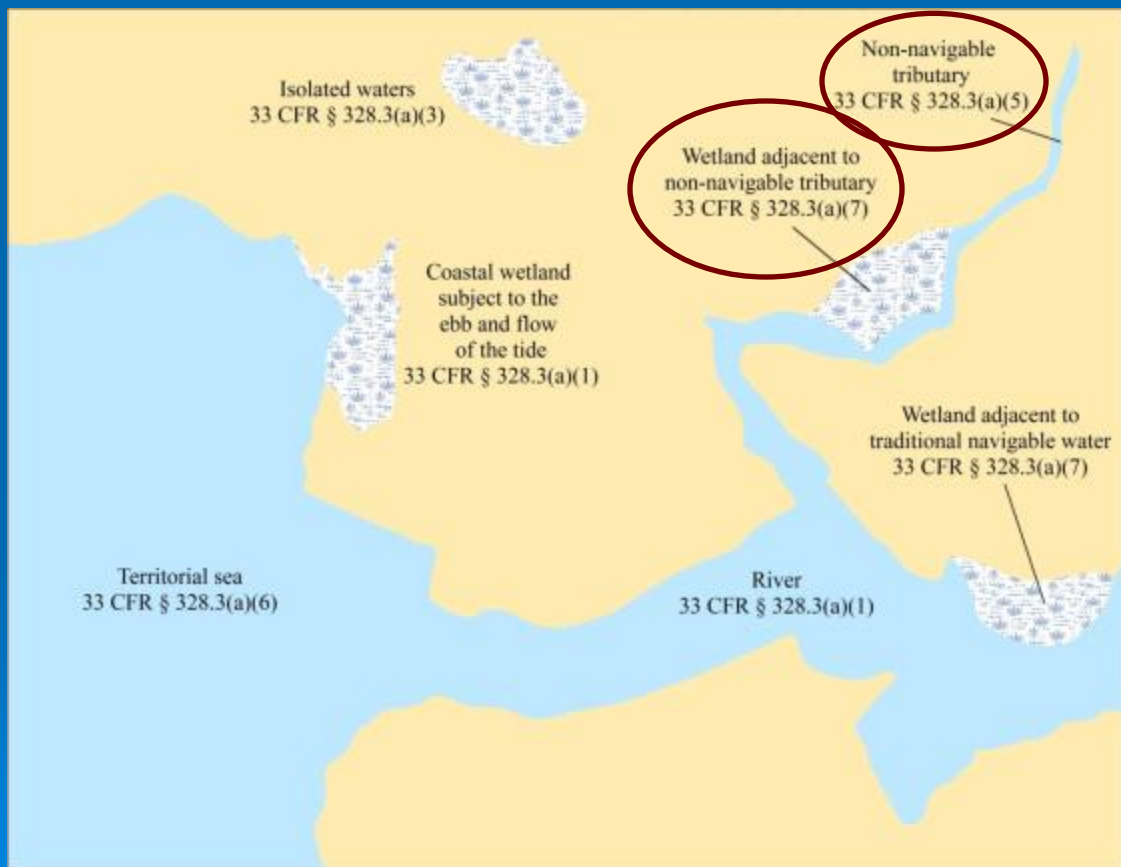 Non-navigable
tributary
33 CFR § 328.3(a)(5)
Isolated waters
33 CFR § 328.3(a)(3)
Wetland adjacent to
non-navigable tributary
33 CFR § 328.3(a)(7)
Coastal wetland
subject to the
ebb and flow
of the tide
33 CFR § 328.3(a)(1)
Wetland adjacent to
traditional navigable water
33 CFR § 328.3(a)(7)
Territorial sea
33 CFR § 328.3(a)(6)
River
33 CFR § 328.3(a)(1)